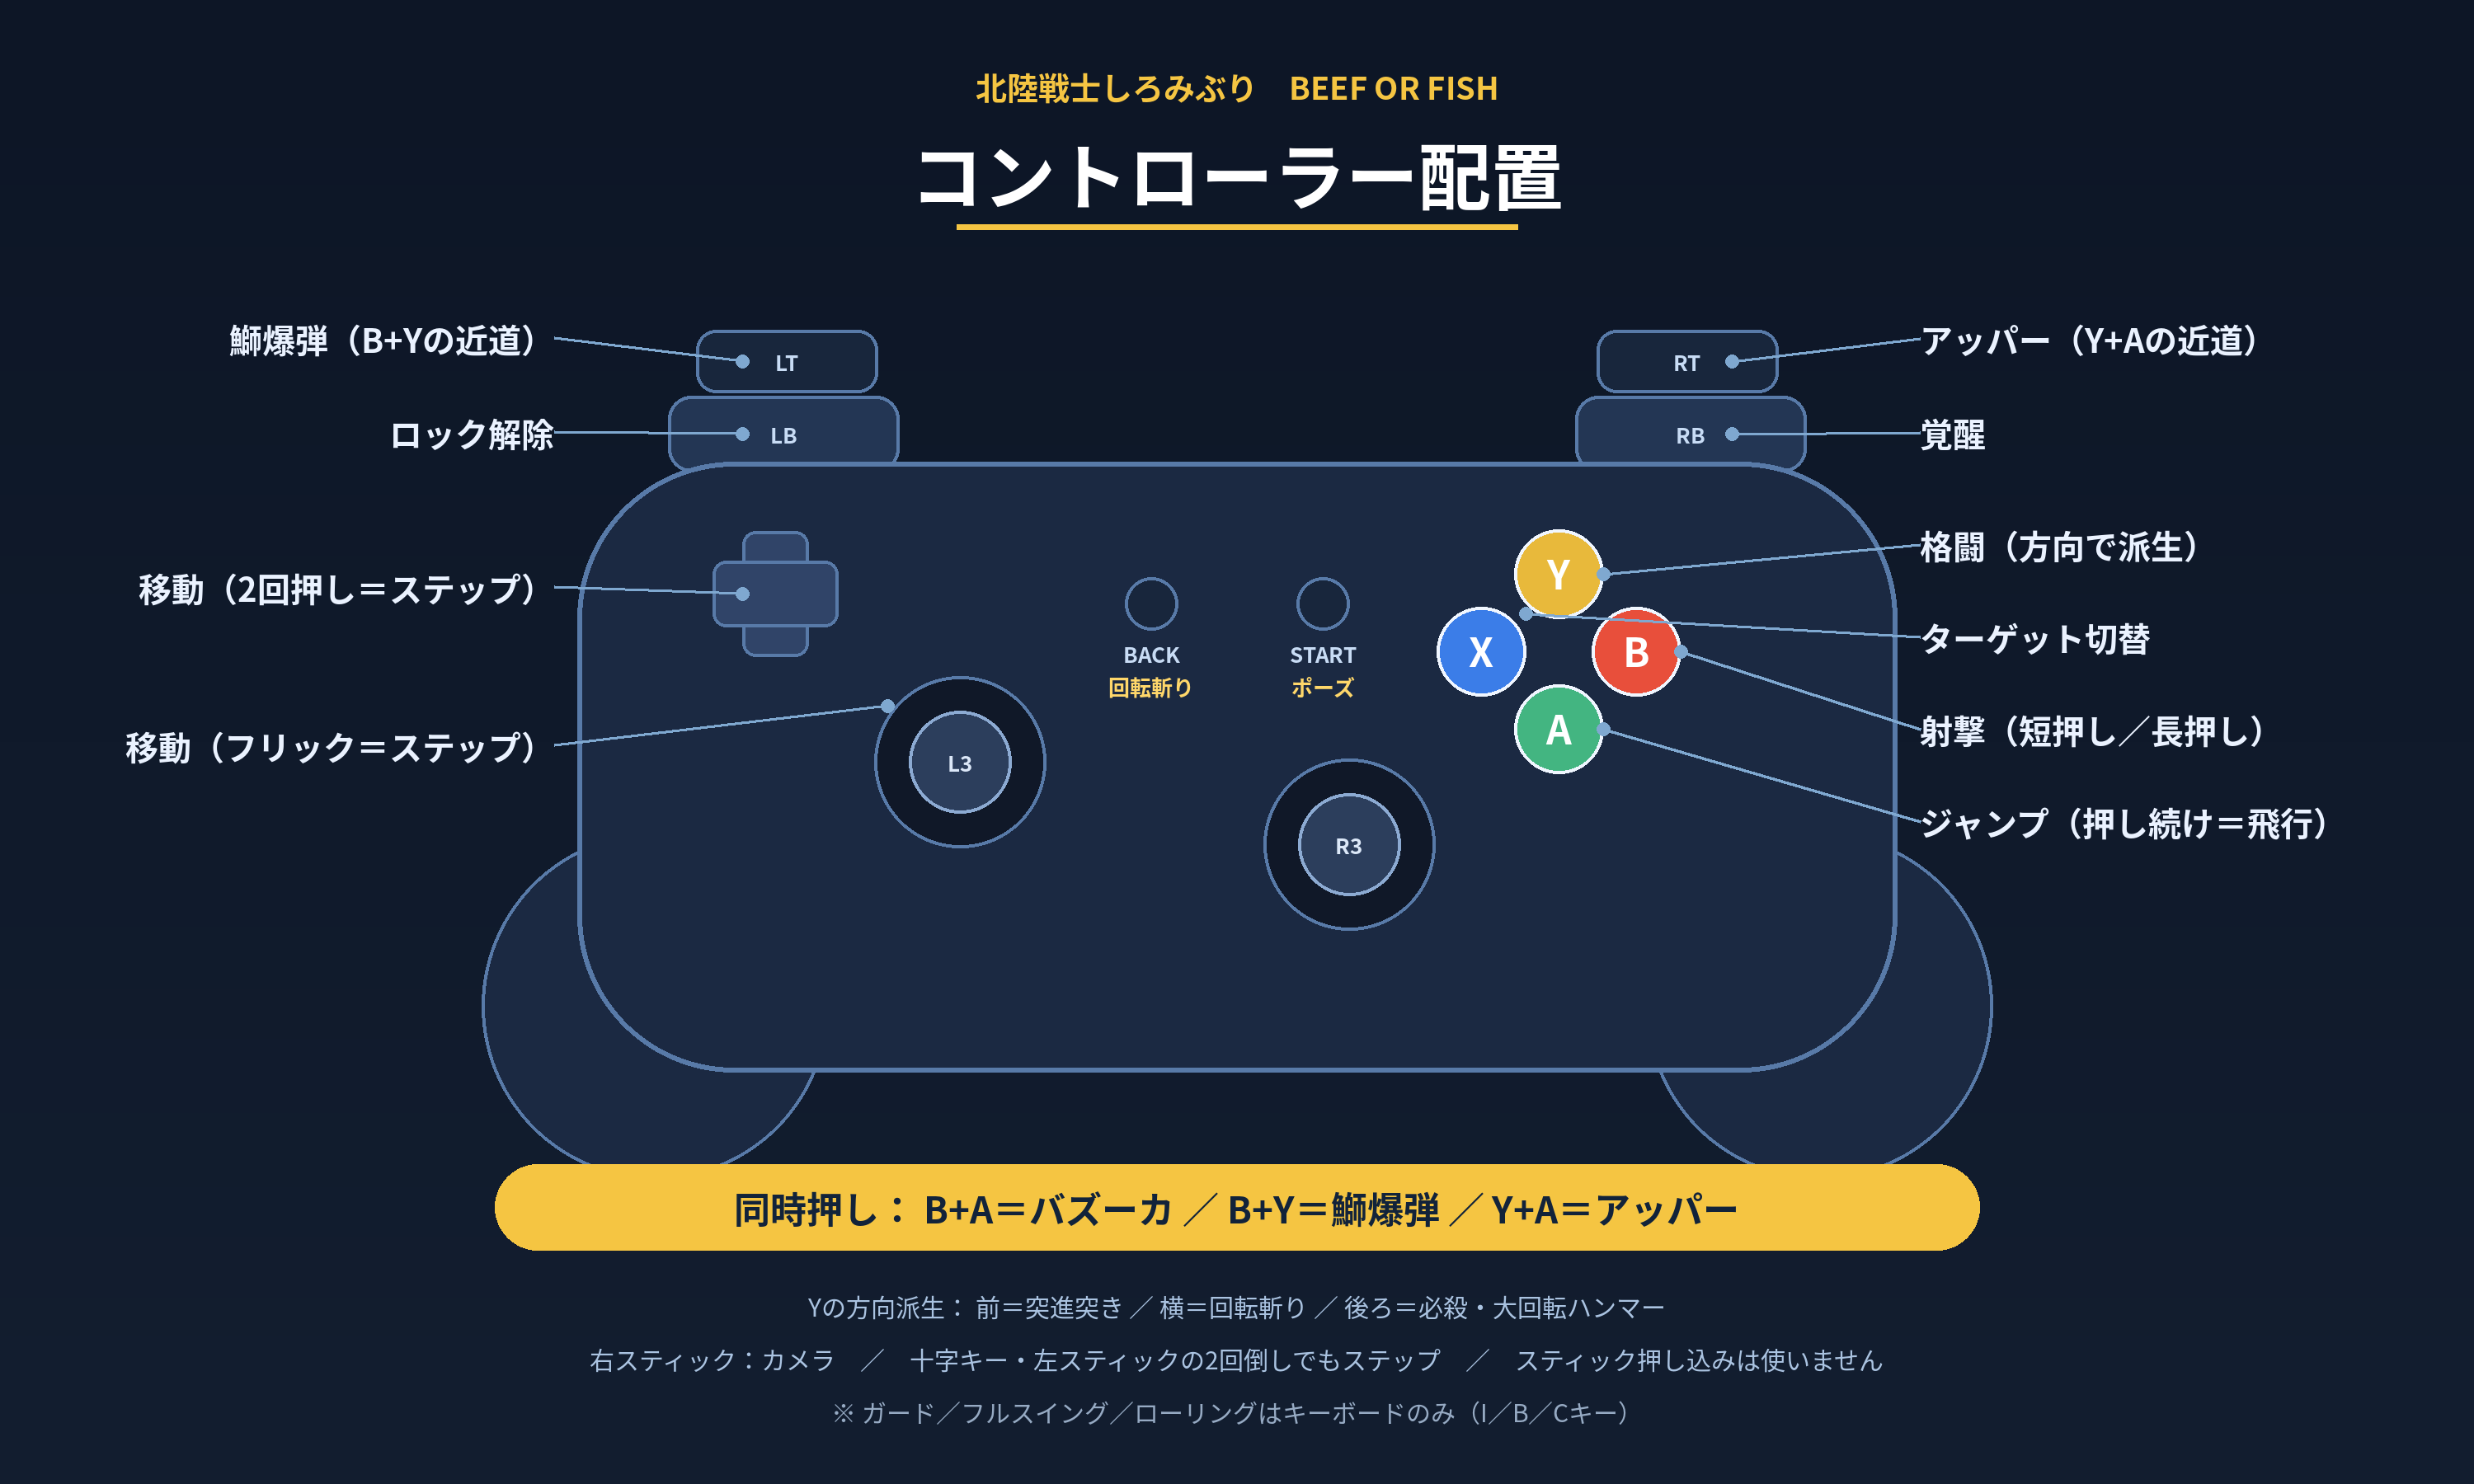 北陸戦士しろみぶり　BEEF OR FISH
コントローラー配置
鰤爆弾（B+Yの近道）
LT
RT
アッパー（Y+Aの近道）
ロック解除
LB
RB
覚醒
格闘（方向で派生）
移動（2回押し＝ステップ）
Y
ターゲット切替
BACK
START
X
B
回転斬り
ポーズ
射撃（短押し／長押し）
移動（フリック＝ステップ）
L3
A
ジャンプ（押し続け＝飛行）
R3
同時押し： B+A＝バズーカ ／ B+Y＝鰤爆弾 ／ Y+A＝アッパー
Yの方向派生： 前＝突進突き ／ 横＝回転斬り ／ 後ろ＝必殺・大回転ハンマー
右スティック：カメラ　／　十字キー・左スティックの2回倒しでもステップ　／　スティック押し込みは使いません
※ ガード／フルスイング／ローリングはキーボードのみ（I／B／Cキー）